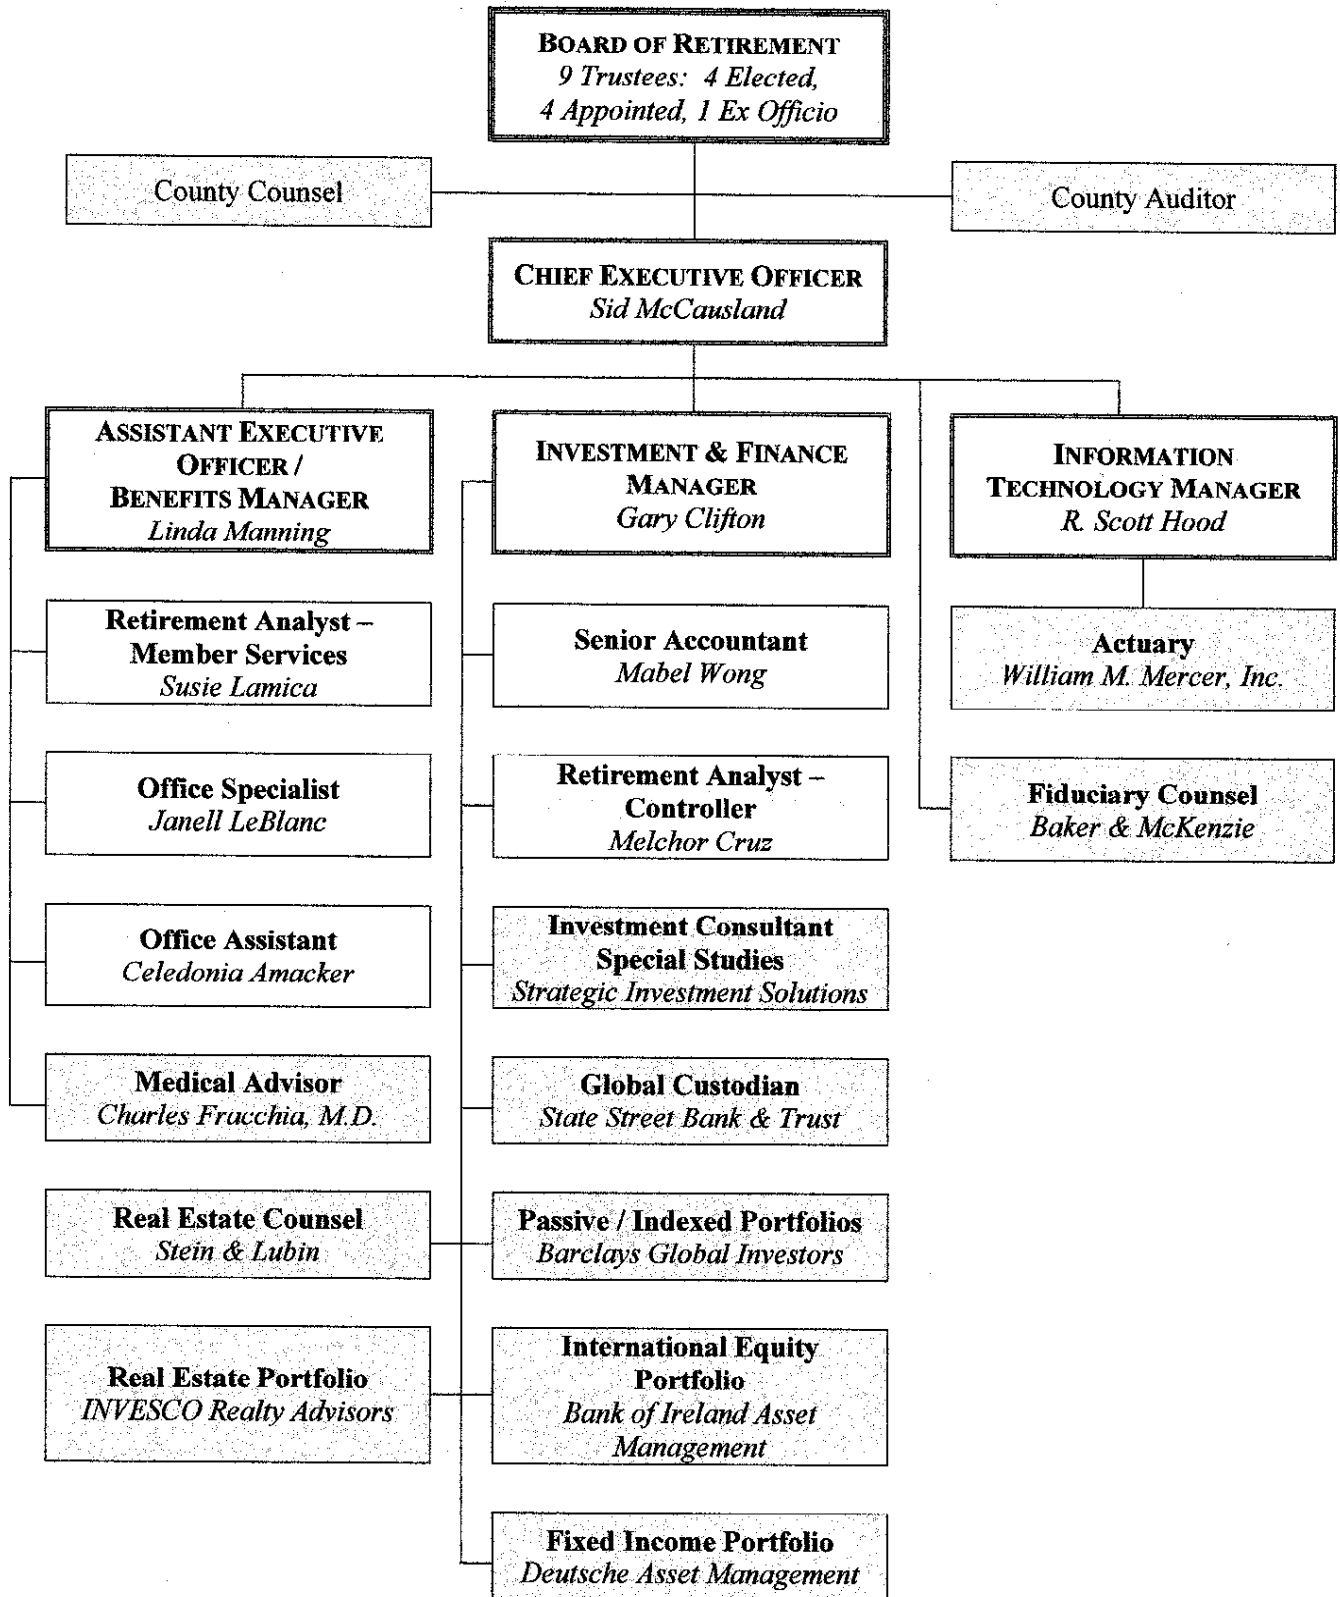 BOARD OF RETIREMENT
9 Trustees: 4 Elected,
4 Appointed, 1 Ex Officio
County Counsel
County Auditor
CHIEF EXECUTIVE OFFICER
Sid McCausland
ASSISTANT EXECUTIVE
OFFICER /
BENEFITS MANAGER
Linda Manning
INVESTMENT & FINANCE
MANAGER
Gary Clifton
INFORMATION
TECHNOLOGY MANAGER
R. Scott Hood
Retirement Analyst –
Member Services
Susie Lamica
Senior Accountant
Mabel Wong
Actuary
William M. Mercer, Inc.
Office Specialist
Janell LeBlanc
Retirement Analyst –
Controller
Melchor Cruz
Fiduciary Counsel
Baker & McKenzie
Office Assistant
Celedonia Amacker
Investment Consultant
Special Studies
Strategic Investment Solutions
Medical Advisor
Charles Fracchia, M.D.
Global Custodian
State Street Bank & Trust
Real Estate Counsel
Stein & Lubin
Passive / Indexed Portfolios
Barclays Global Investors
Real Estate Portfolio
INVESCO Realty Advisors
International Equity
Portfolio
Bank of Ireland Asset
Management
Fixed Income Portfolio
Deutsche Asset Management